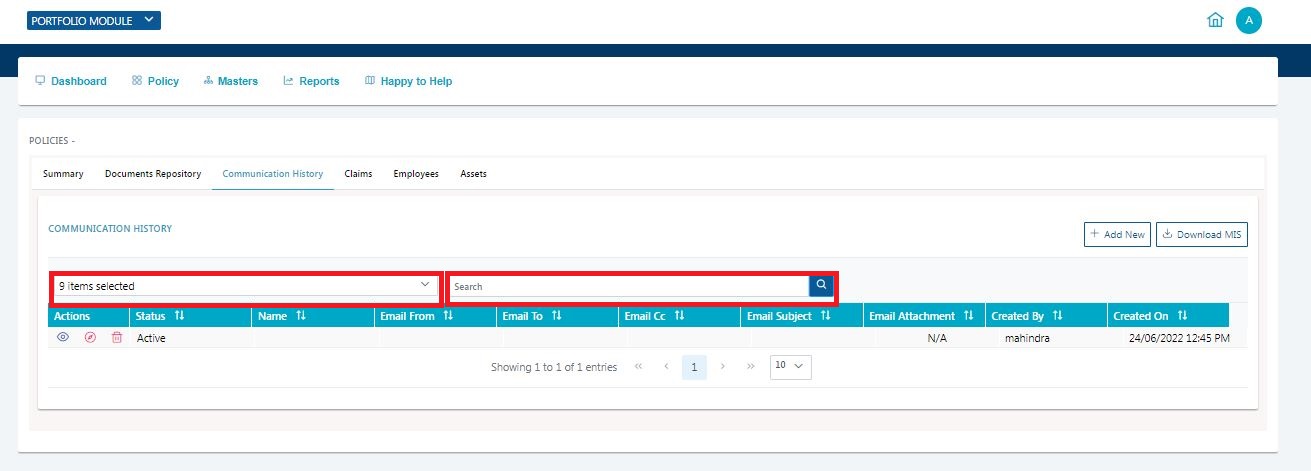 PORTFOLIO MODULE
A
Dashboard Policy Masters Reports Happy to Help
POLICIES -
Summary Documents Repository Communication History Claims Employees Assets
COMMUNICATION HISTORY
+ Add New Download MIS
9 items selected Search
Actions Status Name Email From Email To Email Cc Email Subject Email Attachment Created By Created On
Active N/A mahindra 24/06/2022 12:45 PM
Showing 1 to 1 of 1 entries « ‹ 1 › » 10